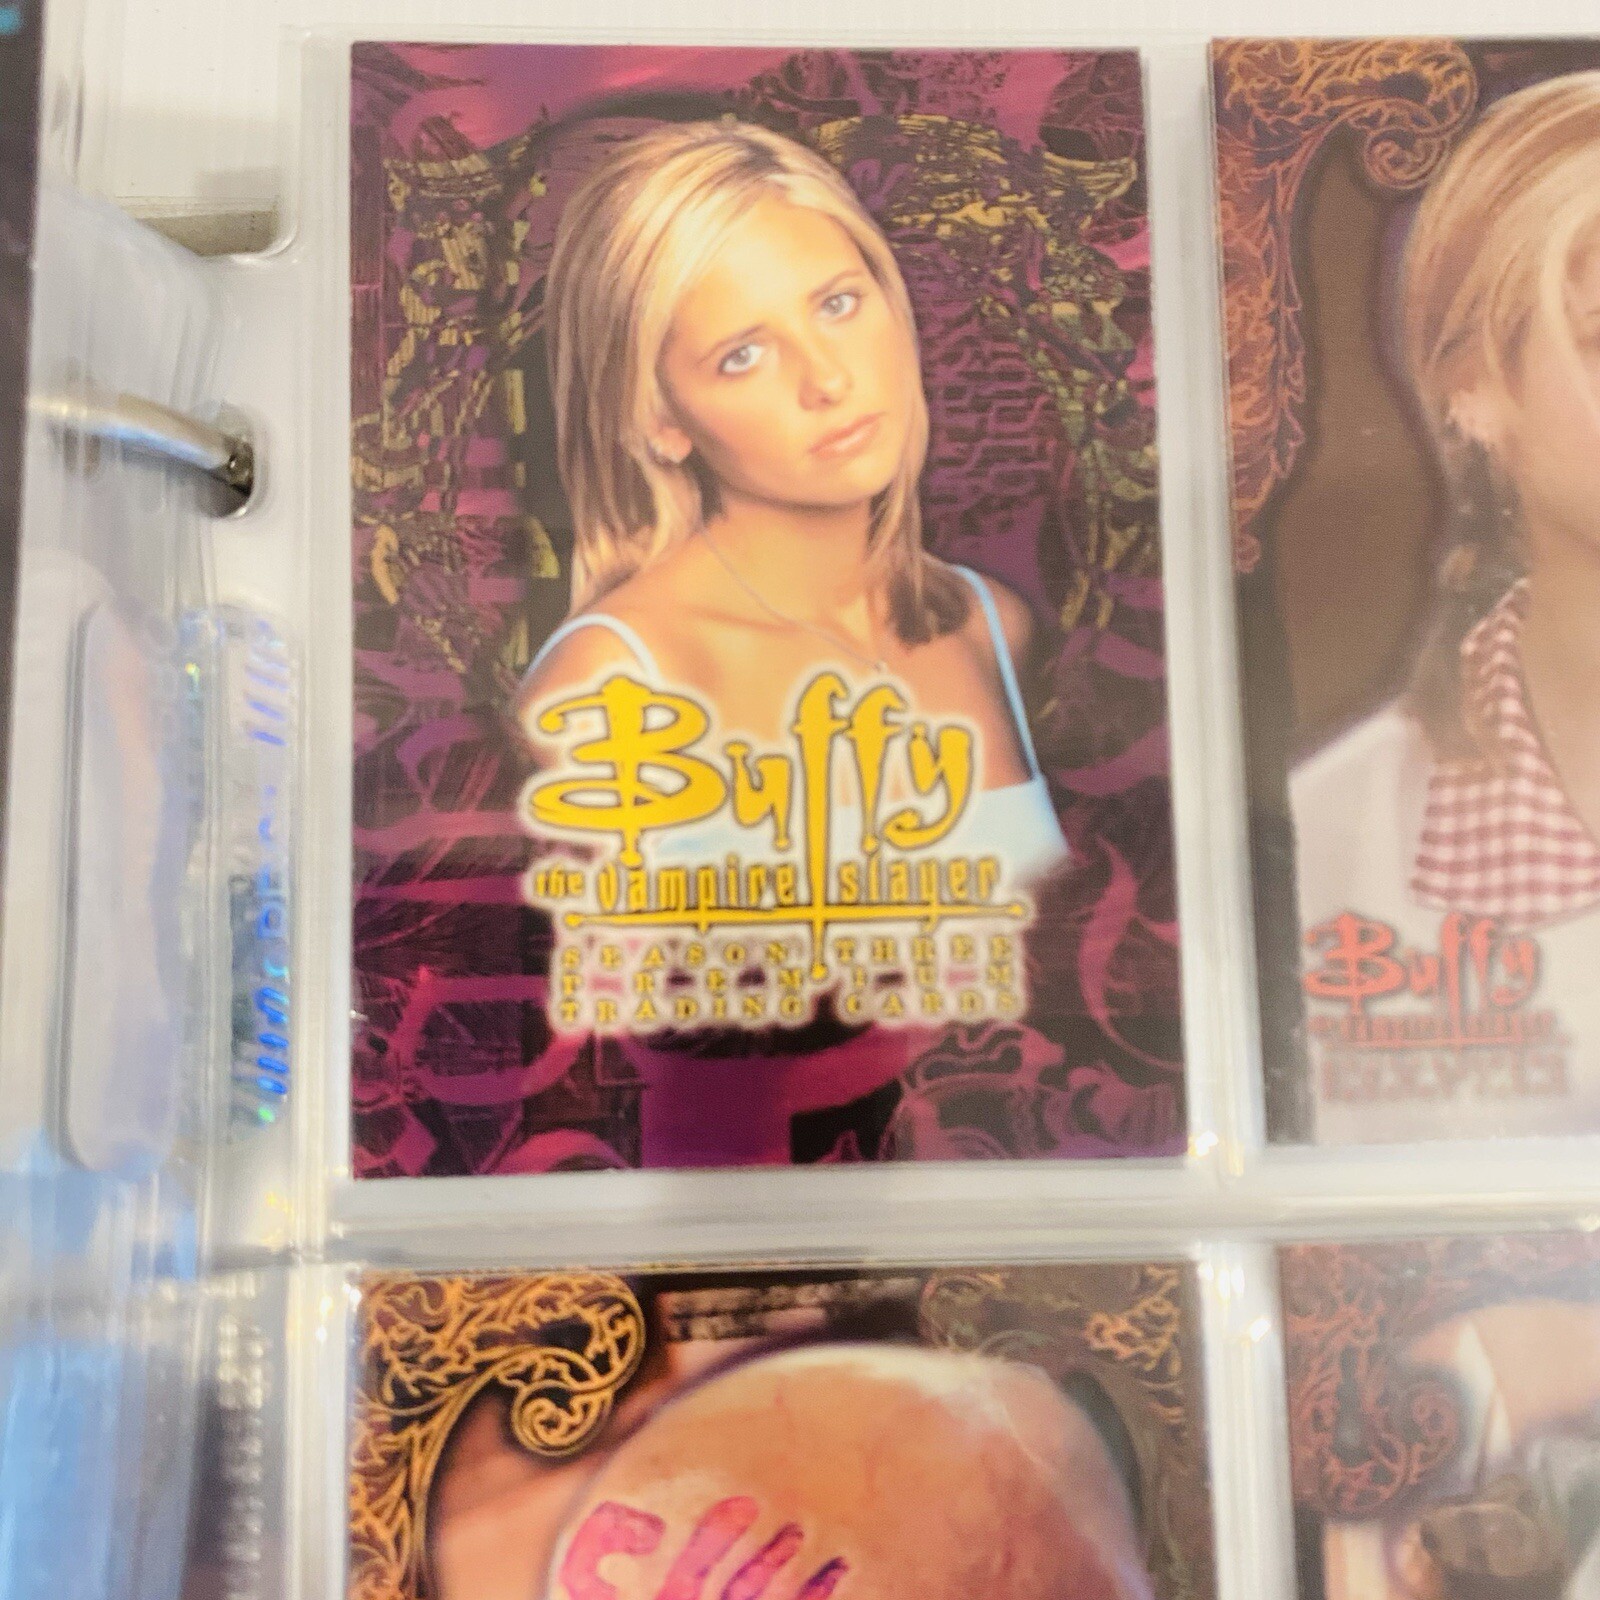 Buffy
the vampire slayer
SEASON THREE
PREMIUM
TRADING CARDS
Buffy